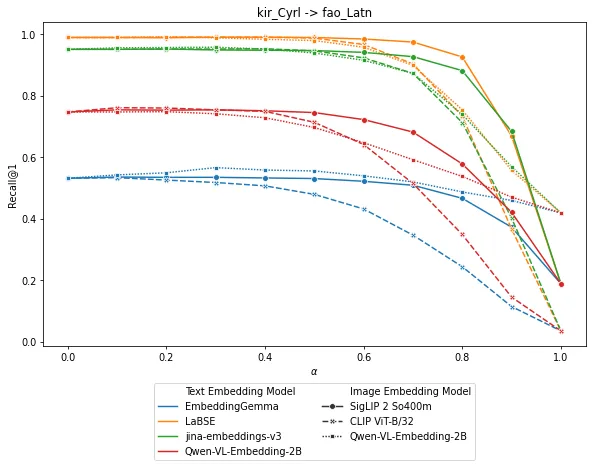 kir_Cyrl -> fao_Latn
1.0
0.8
0.6
0.4
0.2
0.0
Recall@1
0.0 0.2 0.4 0.6 0.8 1.0
α
Text Embedding Model Image Embedding Model
EmbeddingGemma SigLIP 2 So400m
LaBSE CLIP ViT-B/32
jina-embeddings-v3 Qwen-VL-Embedding-2B
Qwen-VL-Embedding-2B